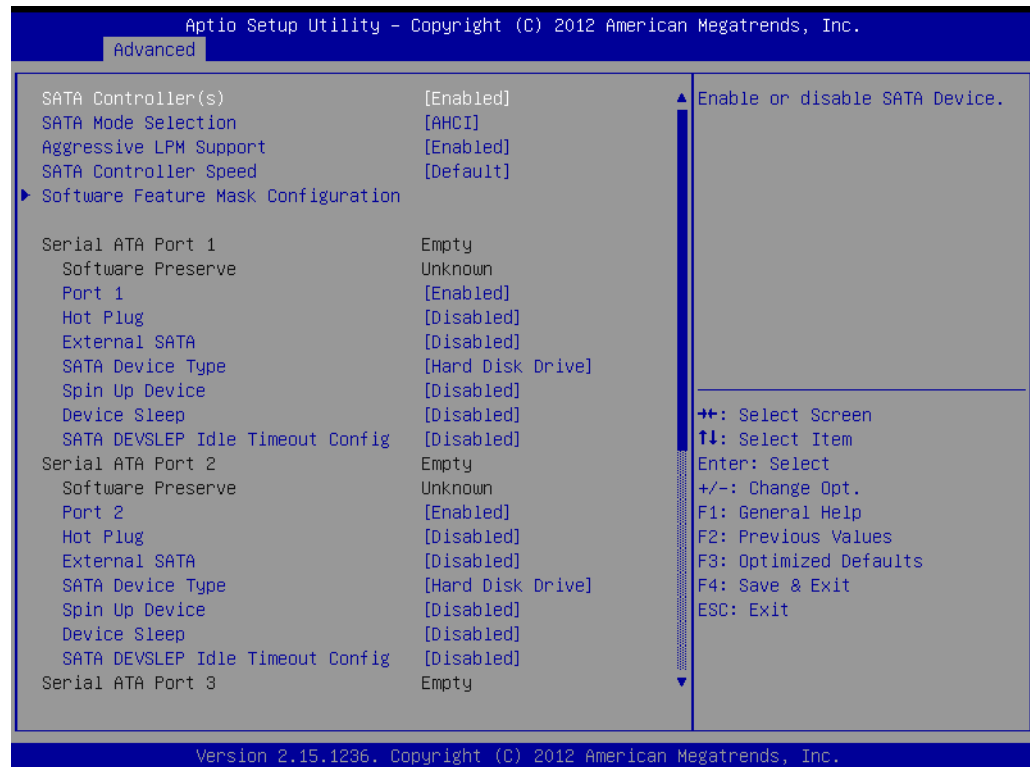 Aptio Setup Utility – Copyright (C) 2012 American Megatrends, Inc.
Advanced
SATA Controller(s) [Enabled]
SATA Mode Selection [AHCI]
Aggressive LPM Support [Enabled]
SATA Controller Speed [Default]
Software Feature Mask Configuration
Serial ATA Port 1 Empty
Software Preserve Unknown
Port 1 [Enabled]
Hot Plug [Disabled]
External SATA [Disabled]
SATA Device Type [Hard Disk Drive]
Spin Up Device [Disabled]
Device Sleep [Disabled]
SATA DEVSLEP Idle Timeout Config [Disabled]
Serial ATA Port 2 Empty
Software Preserve Unknown
Port 2 [Enabled]
Hot Plug [Disabled]
External SATA [Disabled]
SATA Device Type [Hard Disk Drive]
Spin Up Device [Disabled]
Device Sleep [Disabled]
SATA DEVSLEP Idle Timeout Config [Disabled]
Serial ATA Port 3 Empty
Enable or disable SATA Device.
→←: Select Screen
↑↓: Select Item
Enter: Select
+/-: Change Opt.
F1: General Help
F2: Previous Values
F3: Optimized Defaults
F4: Save & Exit
ESC: Exit
Version 2.15.1236. Copyright (C) 2012 American Megatrends, Inc.